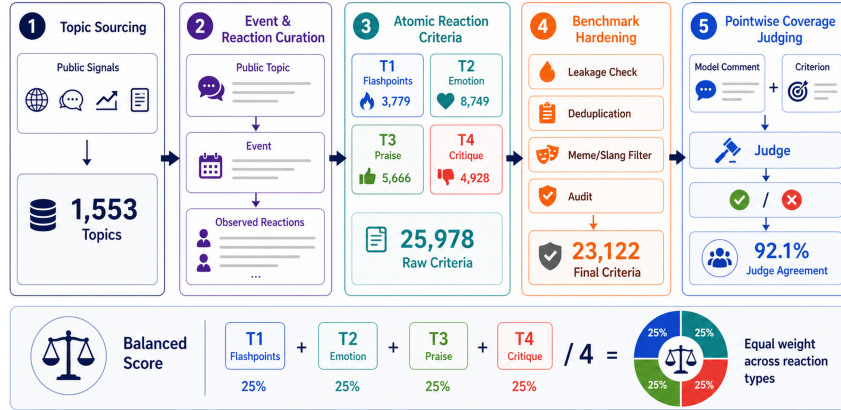 1
Topic Sourcing
Public Signals
1,553
Topics
2
Event &
Reaction Curation
Public Topic
Event
Observed Reactions
...
3
Atomic Reaction
Criteria
T1
Flashpoints
3,779
T2
Emotion
8,749
T3
Praise
5,666
T4
Critique
4,928
25,978
Raw Criteria
4
Benchmark
Hardening
Leakage Check
Deduplication
Meme/Slang Filter
Audit
23,122
Final Criteria
5
Pointwise Coverage
Judging
Model Comment
+
Criterion
Judge
/
92.1%
Judge Agreement
Balanced
Score
T1
Flashpoints
25%
+
T2
Emotion
25%
+
T3
Praise
25%
+
T4
Critique
25%
/ 4 =
25%
25%
25%
25%
Equal weight
across reaction
types